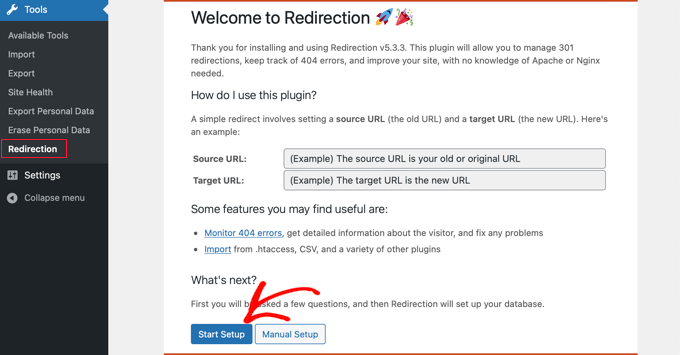 Tools
Available Tools
Import
Export
Site Health
Export Personal Data
Erase Personal Data
Redirection
Settings
Collapse menu
Welcome to Redirection 🚀🎉
Thank you for installing and using Redirection v5.3.3. This plugin will allow you to manage 301
redirections, keep track of 404 errors, and improve your site, with no knowledge of Apache or Nginx
needed.
How do I use this plugin?
A simple redirect involves setting a source URL (the old URL) and a target URL (the new URL). Here's
an example:
Source URL: (Example) The source URL is your old or original URL
Target URL: (Example) The target URL is the new URL
Some features you may find useful are:
Monitor 404 errors, get detailed information about the visitor, and fix any problems
Import from .htaccess, CSV, and a variety of other plugins
What's next?
First you will be asked a few questions, and then Redirection will set up your database.
Start Setup Manual Setup